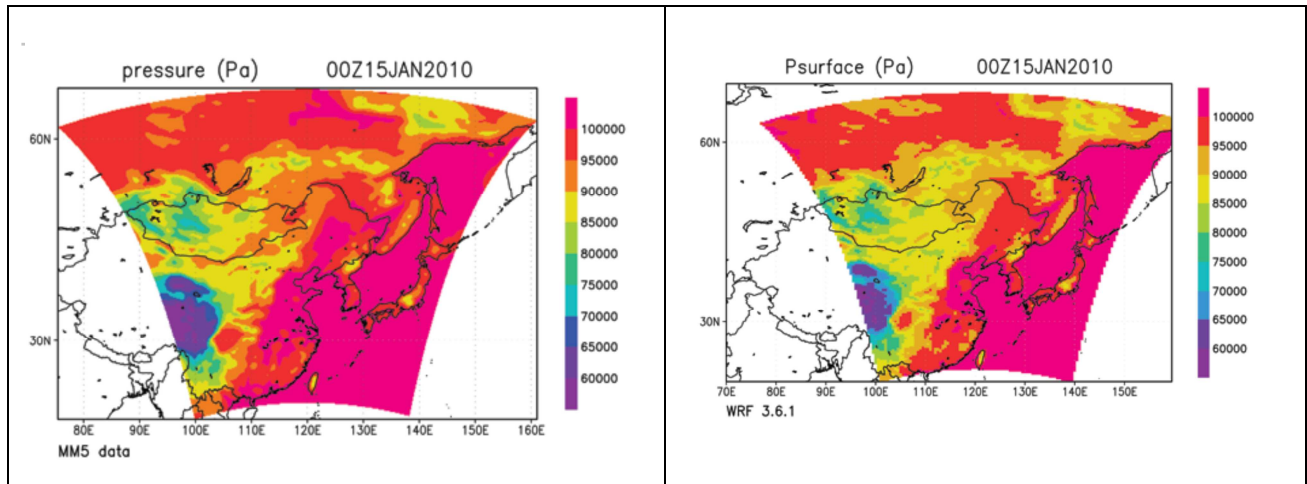 pressure (Pa) 00Z15JAN2010
100000
95000
90000
85000
80000
75000
70000
65000
60000
60N
30N
80E 90E 100E 110E 120E 130E 140E 150E 160E
MM5 data
Psurface (Pa) 00Z15JAN2010
100000
95000
90000
85000
80000
75000
70000
65000
60000
60N
30N
70E 80E 90E 100E 110E 120E 130E 140E 150E
WRF 3.6.1